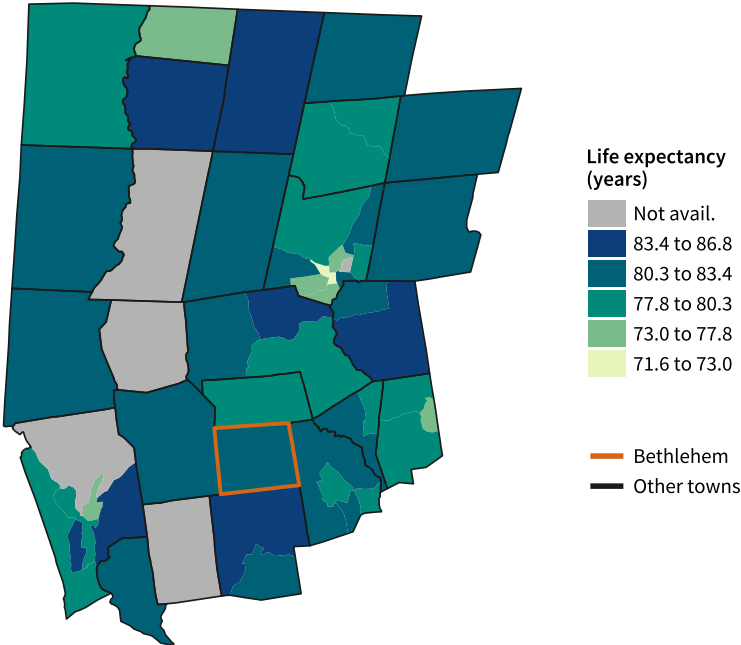 Life expectancy
(years)
Not avail.
83.4 to 86.8
80.3 to 83.4
77.8 to 80.3
73.0 to 77.8
71.6 to 73.0
Bethlehem
Other towns